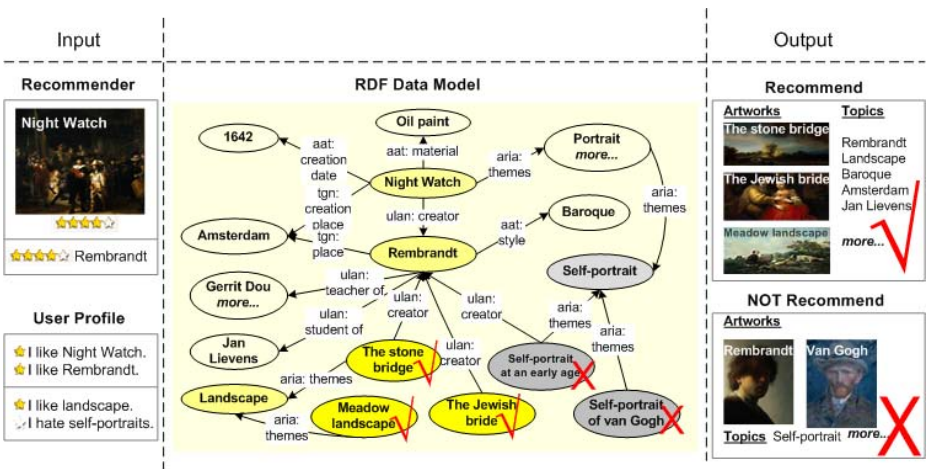 Input
Output
Recommender
Night Watch
Rembrandt
User Profile
I like Night Watch.
I like Rembrandt.
I like landscape.
I hate self-portraits.
RDF Data Model
1642
Oil paint
Portrait
more...
aat:
creation
date
aat: material
aria:
themes
aria:
themes
Night Watch
tgn:
creation
place
ulan: creator
aat:
style
Baroque
Amsterdam
tgn:
place
Rembrandt
Self-portrait
Gerrit Dou
more...
ulan:
teacher of
ulan:
creator
ulan:
creator
aria:
themes
aria:
themes
ulan:
student of
ulan:
creator
Jan
Lievens
The stone
bridge
Self-portrait
at an early age
aria: themes
Landscape
aria:
themes
Meadow
landscape
The Jewish
bride
Self-portrait
of van Gogh
Recommend
Artworks
Topics
The stone bridge
The Jewish bride
Meadow landscape
Rembrandt
Landscape
Baroque
Amsterdam
Jan Lievens
more...
NOT Recommend
Artworks
Rembrandt
Van Gogh
Topics Self-portrait more...